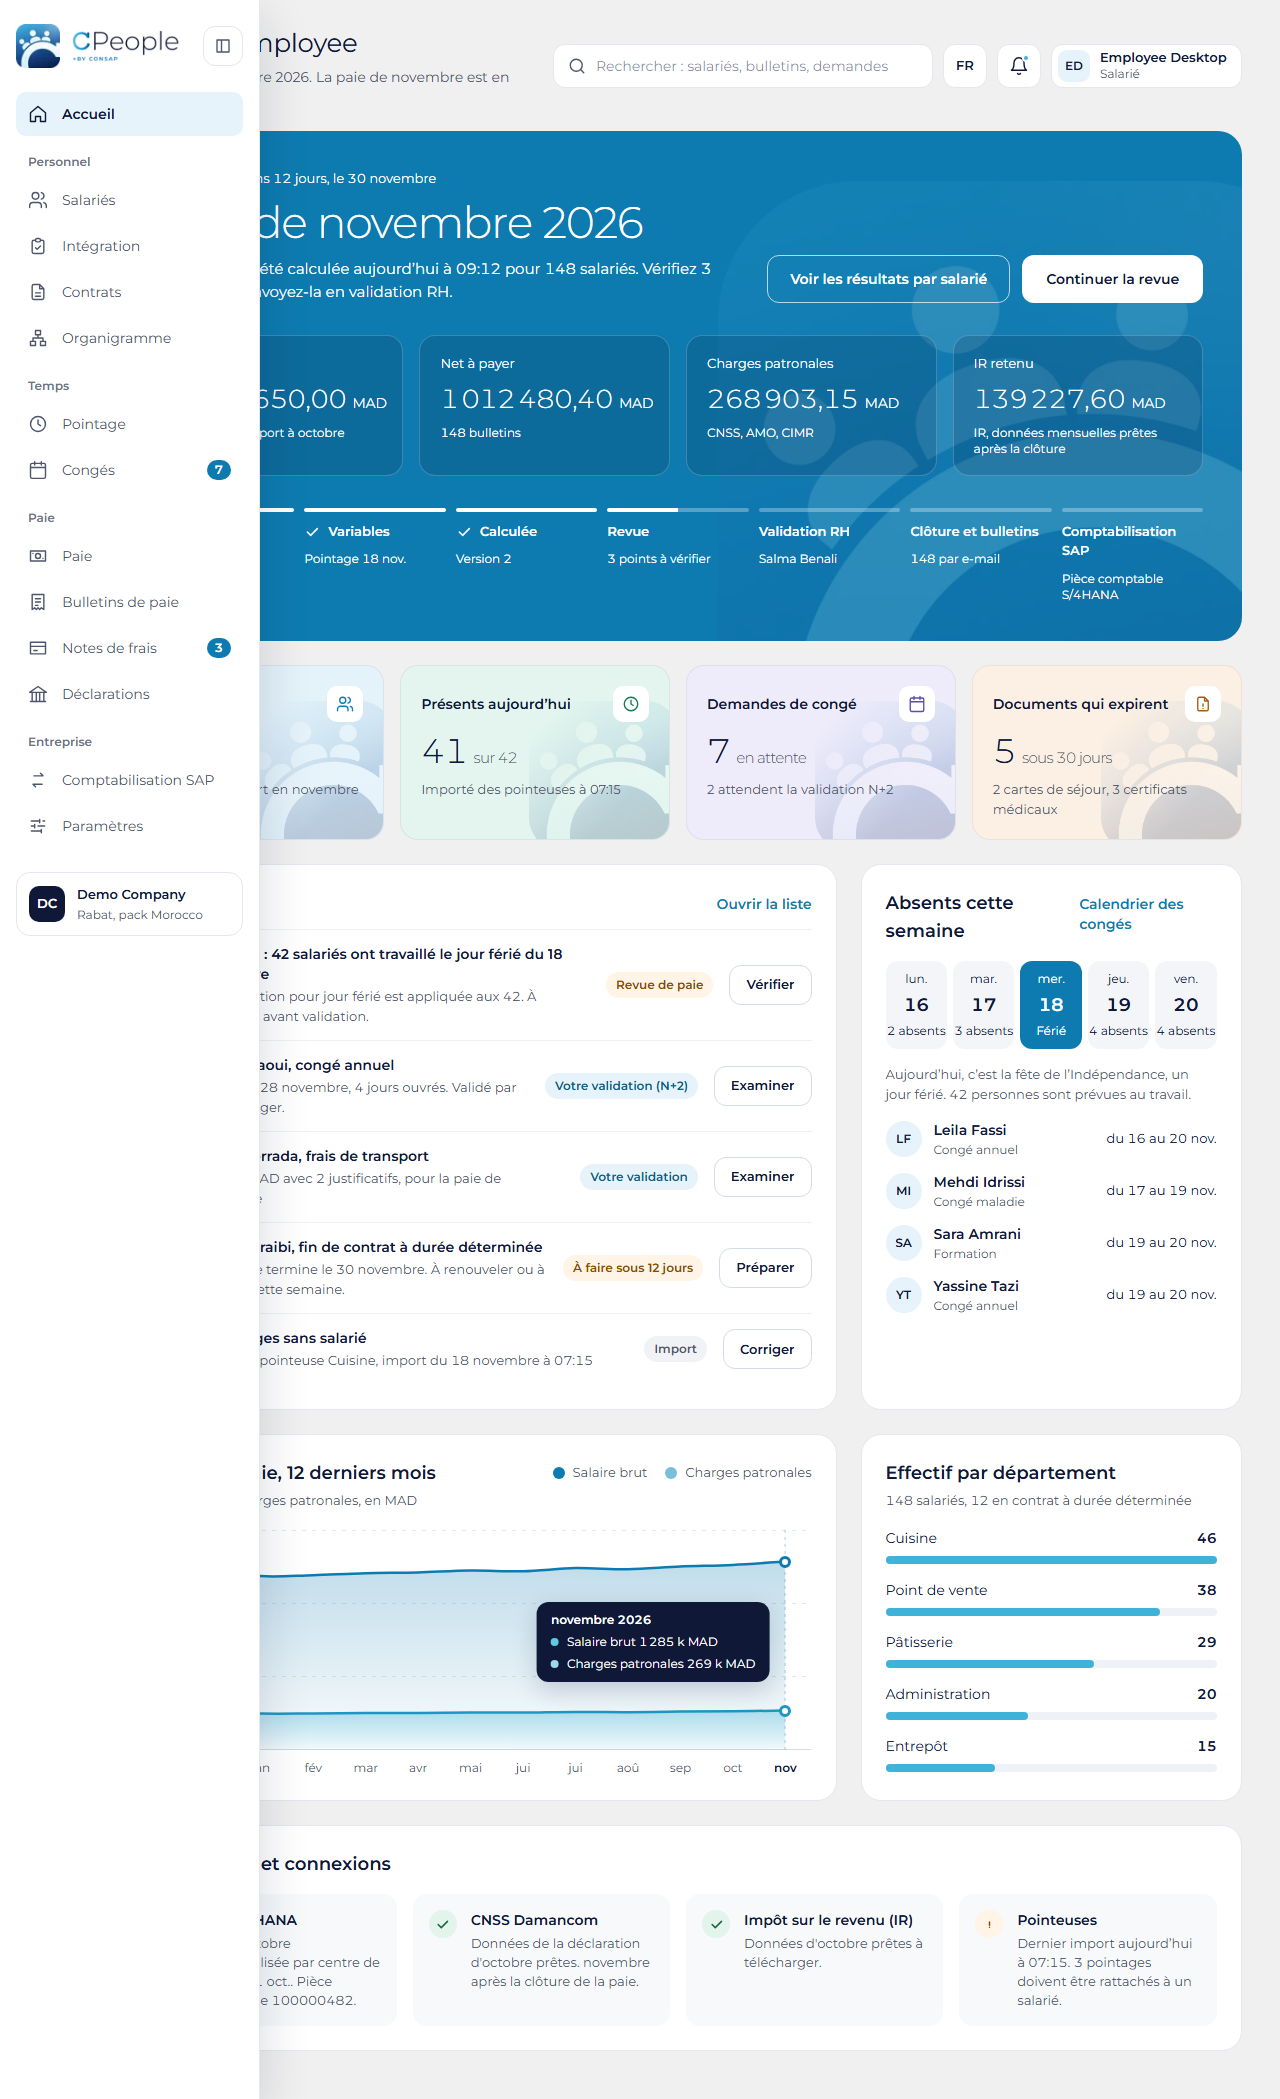 CPeople
+BY CONSAP
Accueil
Personnel
Salariés
Intégration
Contrats
Organigramme
Temps
Pointage
Congés 7
Paie
Paie
Bulletins de paie
Notes de frais 3
Déclarations
Entreprise
Comptabilisation SAP
Paramètres
DC
Demo Company
Rabat, pack Morocco
mployee
re 2026. La paie de novembre est en
Rechercher : salariés, bulletins, demandes
FR
ED
Employee Desktop
Salarié
ns 12 jours, le 30 novembre
de novembre 2026
été calculée aujourd’hui à 09:12 pour 148 salariés. Vérifiez 3
nvoyez-la en validation RH.
Voir les résultats par salarié
Continuer la revue
650,00 MAD
port à octobre
Net à payer
1 012 480,40 MAD
148 bulletins
Charges patronales
268 903,15 MAD
CNSS, AMO, CIMR
IR retenu
139 227,60 MAD
IR, données mensuelles prêtes
après la clôture
Variables
Pointage 18 nov.
Calculée
Version 2
Revue
3 points à vérifier
Validation RH
Salma Benali
Clôture et bulletins
148 par e-mail
Comptabilisation
SAP
Pièce comptable
S/4HANA
rt en novembre
Présents aujourd’hui
41 sur 42
Importé des pointeuses à 07:15
Demandes de congé
7 en attente
2 attendent la validation N+2
Documents qui expirent
5 sous 30 jours
2 cartes de séjour, 3 certificats
médicaux
Ouvrir la liste
: 42 salariés ont travaillé le jour férié du 18
re
tion pour jour férié est appliquée aux 42. À
avant validation.
Revue de paie
Vérifier
aoui, congé annuel
28 novembre, 4 jours ouvrés. Validé par
ger.
Votre validation (N+2)
Examiner
errada, frais de transport
AD avec 2 justificatifs, pour la paie de
e
Votre validation
Examiner
raibi, fin de contrat à durée déterminée
e termine le 30 novembre. À renouveler ou à
ette semaine.
À faire sous 12 jours
Préparer
ges sans salarié
pointeuse Cuisine, import du 18 novembre à 07:15
Import
Corriger
Absents cette
semaine
Calendrier des
congés
lun.
16
2 absents
mar.
17
3 absents
mer.
18
Férié
jeu.
19
4 absents
ven.
20
4 absents
Aujourd’hui, c’est la fête de l’Indépendance, un
jour férié. 42 personnes sont prévues au travail.
LF
Leila Fassi
Congé annuel
du 16 au 20 nov.
MI
Mehdi Idrissi
Congé maladie
du 17 au 19 nov.
SA
Sara Amrani
Formation
du 19 au 20 nov.
YT
Yassine Tazi
Congé annuel
du 19 au 20 nov.
ie, 12 derniers mois
rges patronales, en MAD
Salaire brut
Charges patronales
novembre 2026
Salaire brut 1 285 k MAD
Charges patronales 269 k MAD
an fév mar avr mai jui jui aoû sep oct nov
Effectif par département
148 salariés, 12 en contrat à durée déterminée
Cuisine 46
Point de vente 38
Pâtisserie 29
Administration 20
Entrepôt 15
et connexions
HANA
tobre
lisée par centre de
. oct.. Pièce
e 100000482.
CNSS Damancom
Données de la déclaration
d'octobre prêtes. novembre
après la clôture de la paie.
Impôt sur le revenu (IR)
Données d'octobre prêtes à
télécharger.
Pointeuses
Dernier import aujourd’hui
à 07:15. 3 pointages
doivent être rattachés à un
salarié.